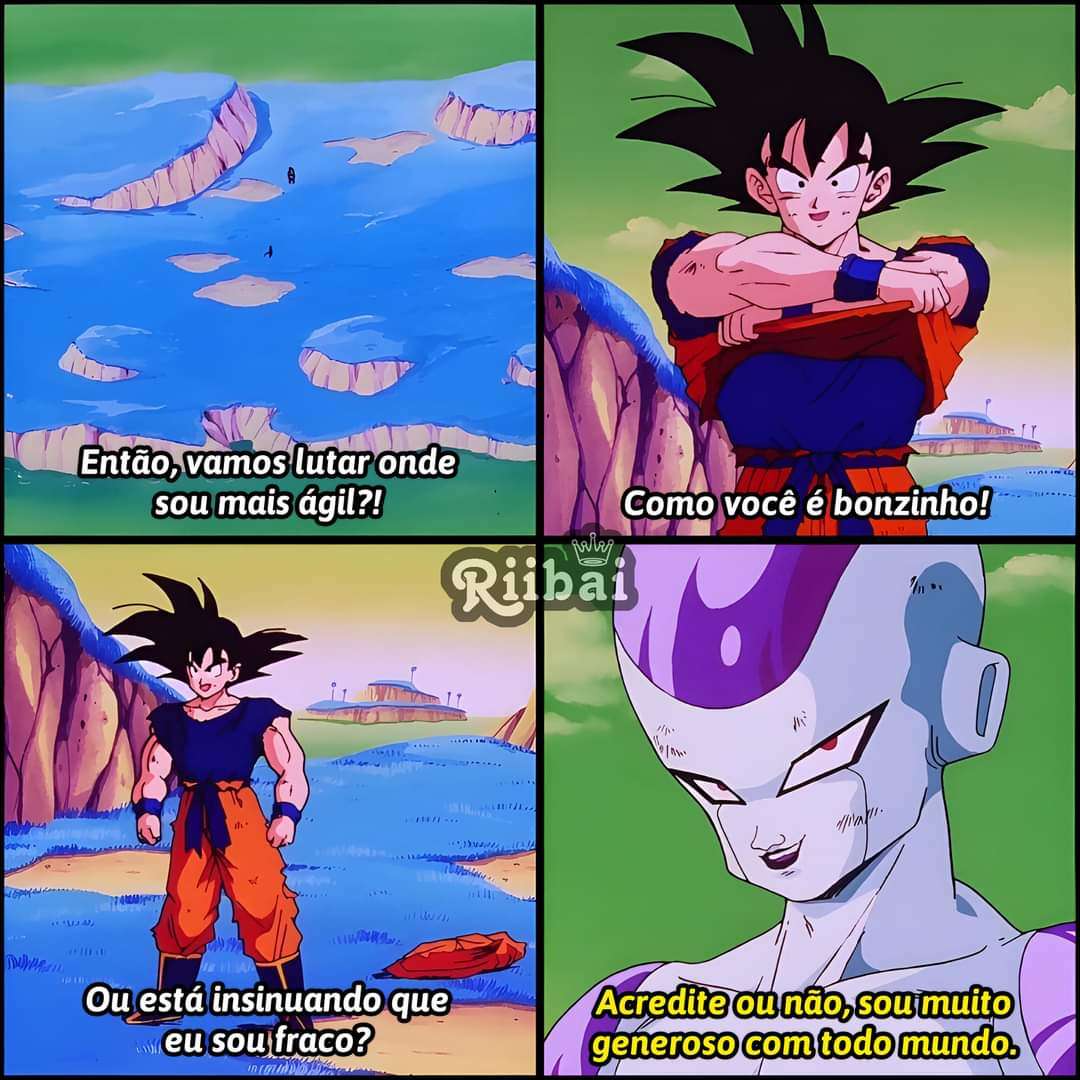 Então, vamos lutar onde
sou mais ágil?!
Como você é bonzinho!
Riibai
Ou está insinuando que
eu sou fraco?
Acredite ou não, sou muito
generoso com todo mundo.